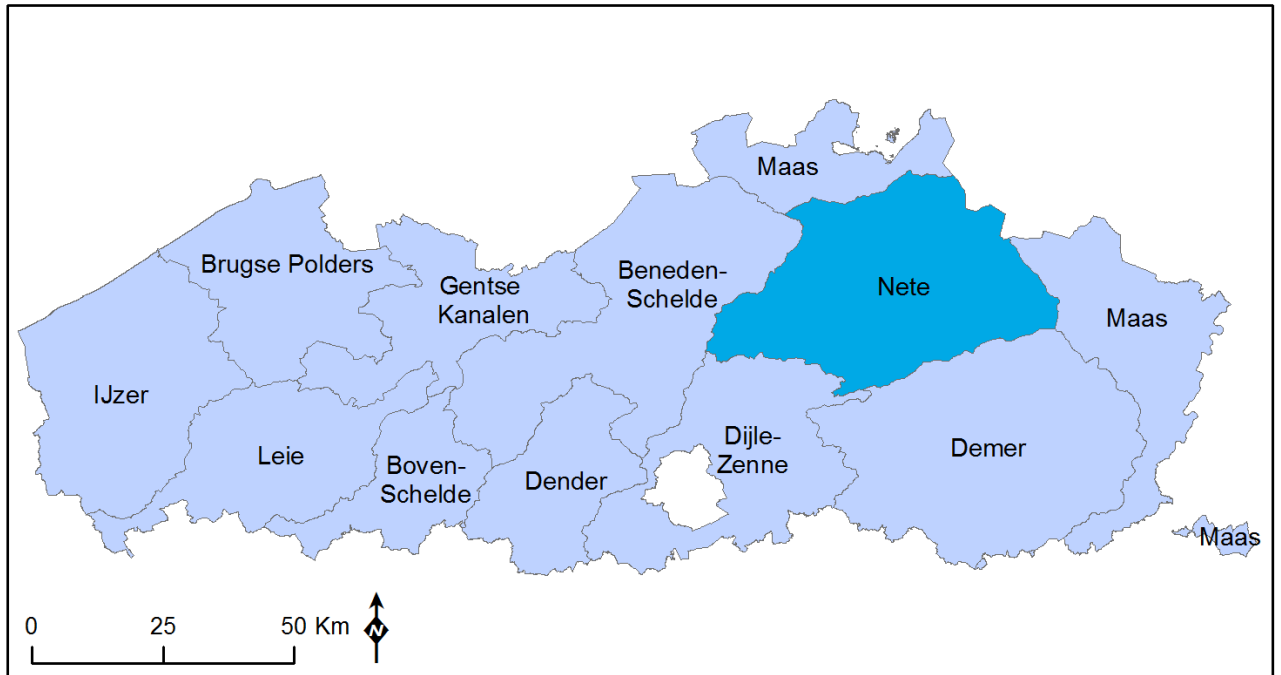 Maas
Brugse Polders
Gentse
Kanalen
Beneden-
Schelde
Nete
Maas
IJzer
Leie
Boven-
Schelde
Dender
Dijle-
Zenne
Demer
Maas
0 25 50 Km
N